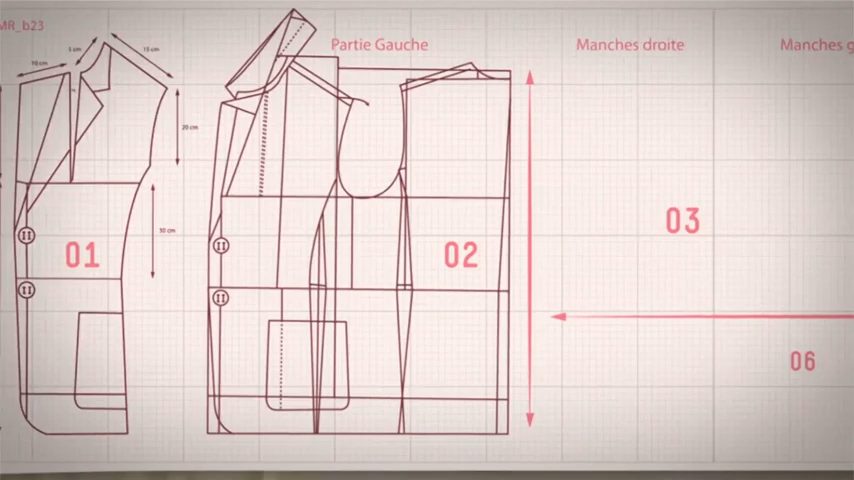 MR_b23
Partie Gauche
Manches droite
Manches g
5 cm
15 cm
10 cm
20 cm
01
30 cm
02
03
06